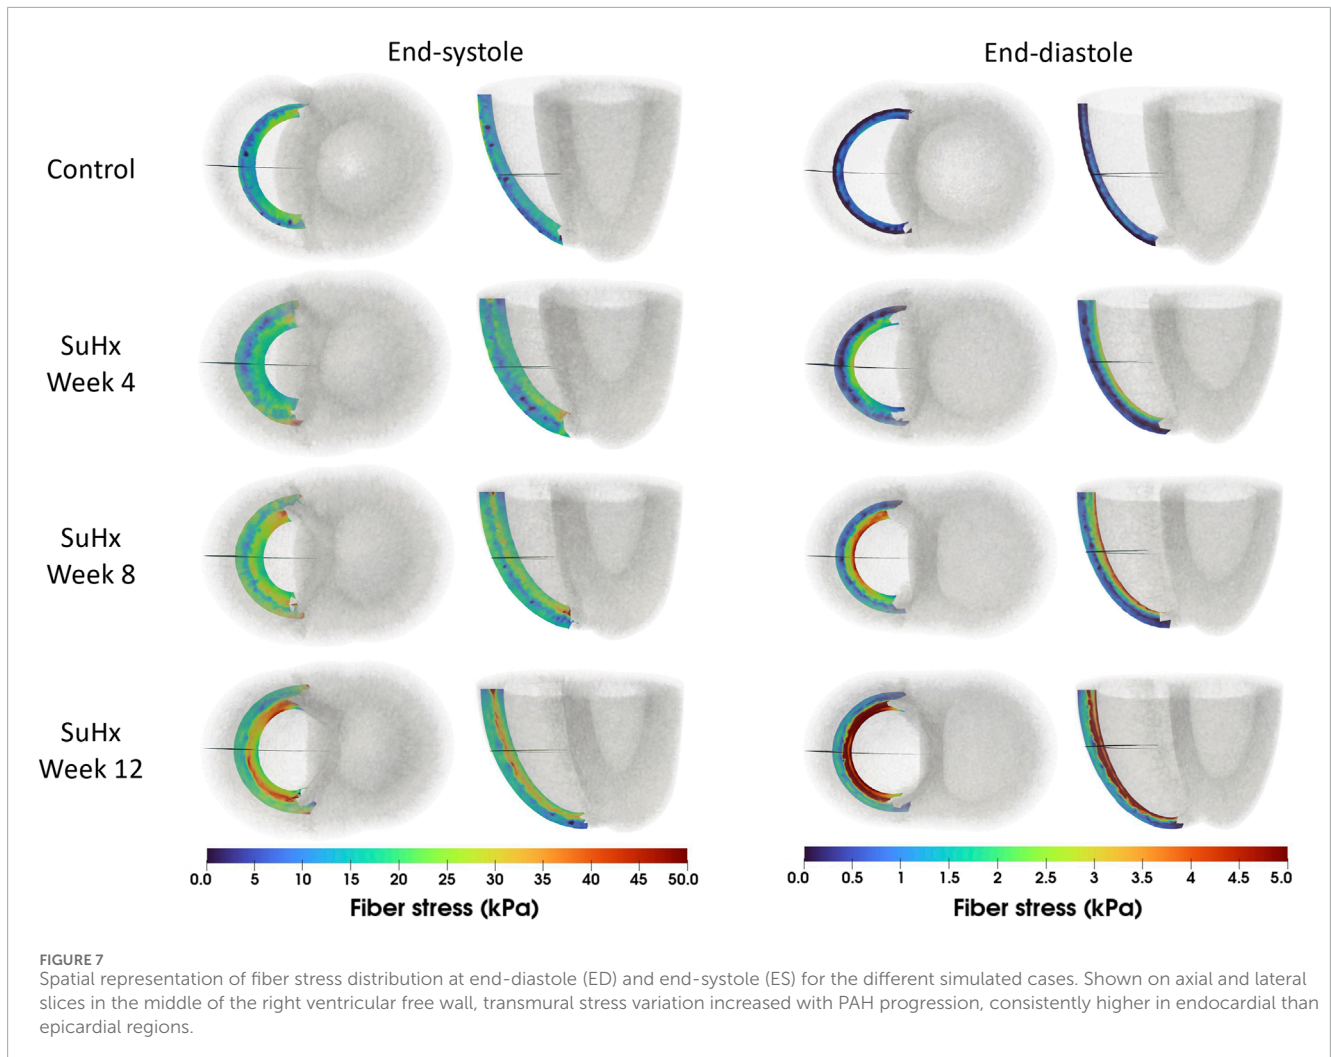 End-systole
End-diastole
Control
SuHx
Week 4
SuHx
Week 8
SuHx
Week 12
0.0 5 10 15 20 25 30 35 40 45 50.0
Fiber stress (kPa)
0.0 0.5 1 1.5 2 2.5 3 3.5 4 4.5 5.0
Fiber stress (kPa)
FIGURE 7
Spatial representation of fiber stress distribution at end-diastole (ED) and end-systole (ES) for the different simulated cases. Shown on axial and lateral
slices in the middle of the right ventricular free wall, transmural stress variation increased with PAH progression, consistently higher in endocardial than
epicardial regions.